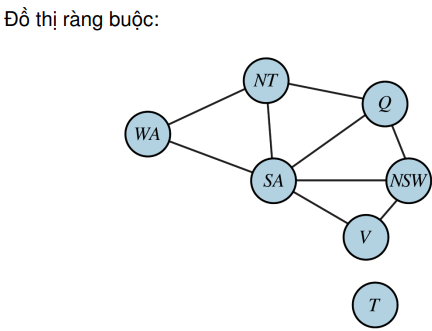 Đồ thị ràng buộc:
NT
Q
WA
SA
NSW
V
T